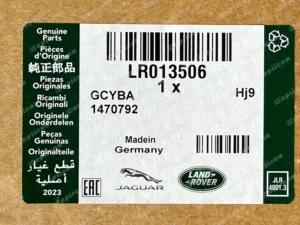 Genuine
Parts
Pièces
d'Origine
純正部品
Piezas
Originales
Ricambi
Originali
Originele
Onderdelen
Peças
Genuínas
Originalteile
قطع غيار
أصلية
2023
LR013506
1 x
GCYBA
Hj9
1470792
Madein
Germany
EAC
JAGUAR
LAND-
ROVER
JLR
4001.3